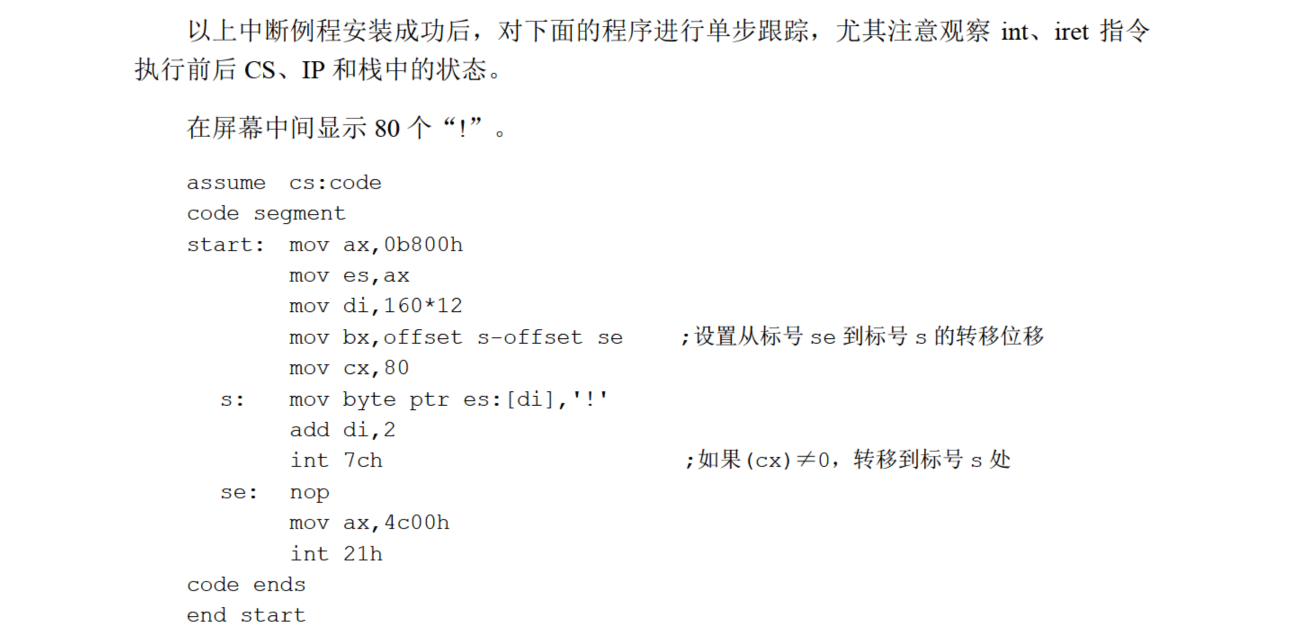 以上中断例程安装成功后，对下面的程序进行单步跟踪，尤其注意观察 int、iret 指令
执行前后 CS、IP 和栈中的状态。
在屏幕中间显示 80 个“!”。
assume cs:code
code segment
start: mov ax,0b800h
mov es,ax
mov di,160*12
mov bx,offset s-offset se ;设置从标号 se 到标号 s 的转移位移
mov cx,80
s: mov byte ptr es:[di],'!'
add di,2
int 7ch ;如果(cx)≠0，转移到标号 s 处
se: nop
mov ax,4c00h
int 21h
code ends
end start